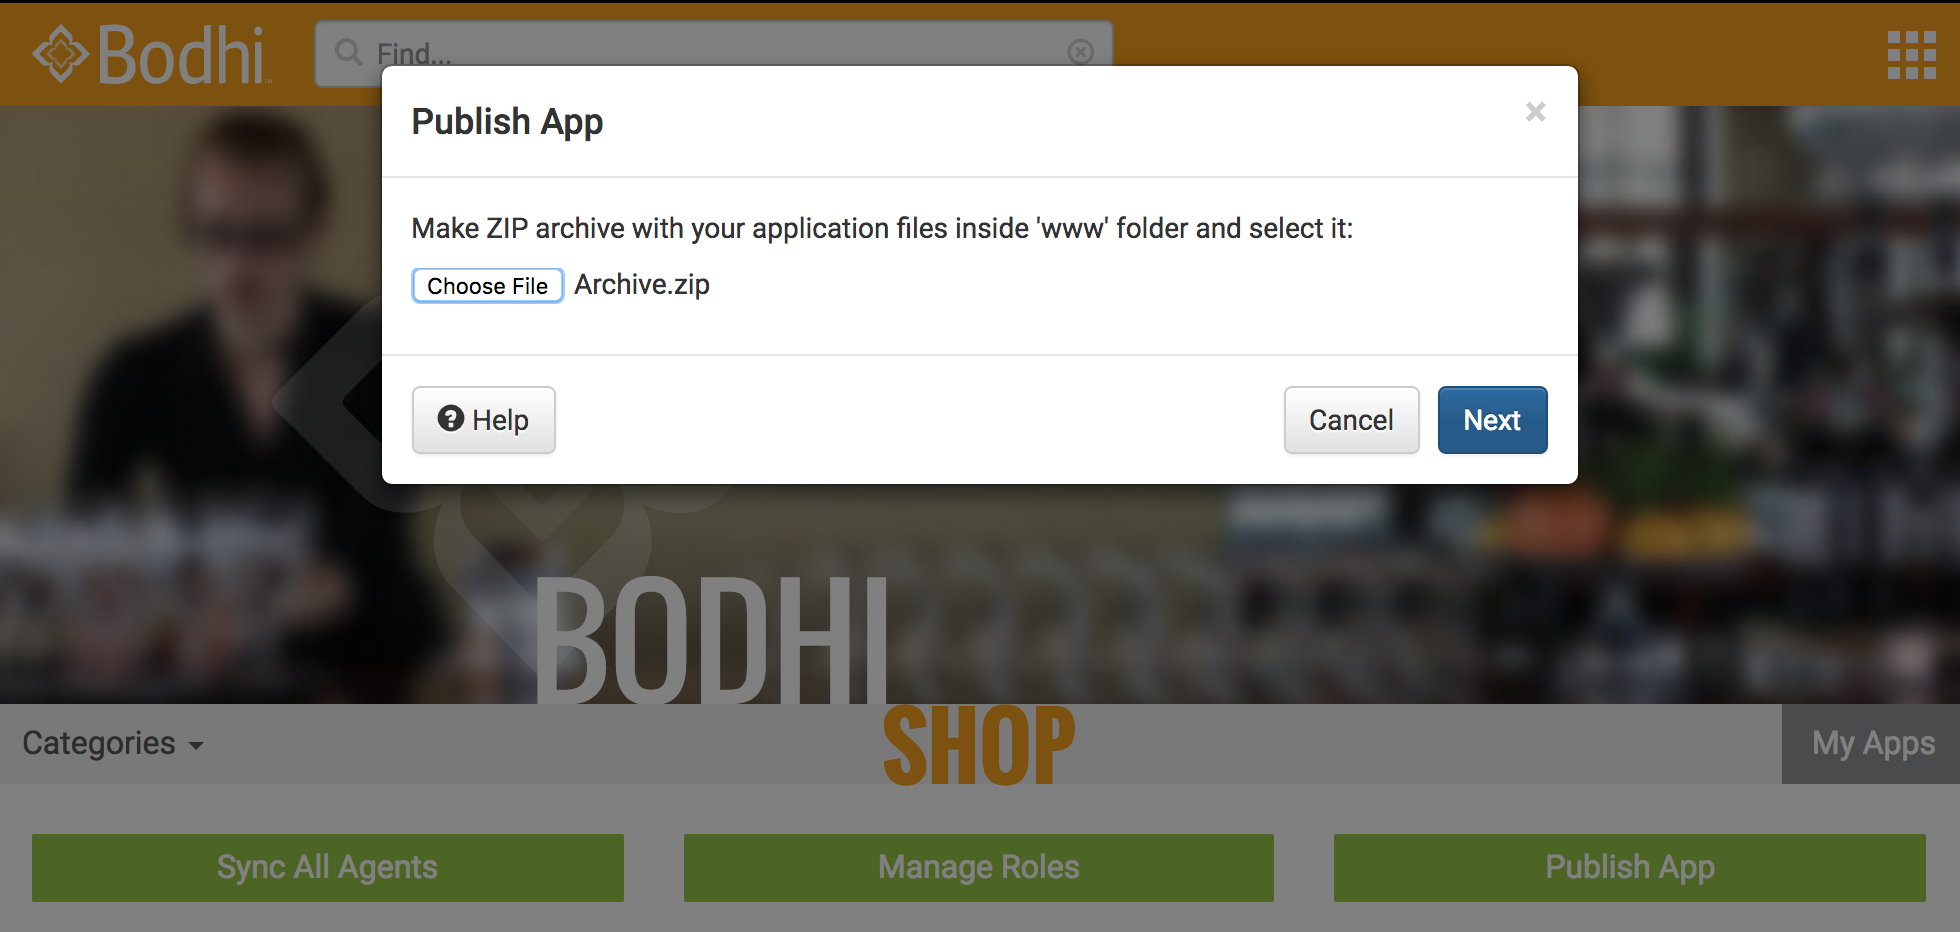 Bodhi™
Find...
Publish App
×
Make ZIP archive with your application files inside 'www' folder and select it:
Choose File Archive.zip
Help
Cancel
Next
BODHI
SHOP
Categories
My Apps
Sync All Agents
Manage Roles
Publish App